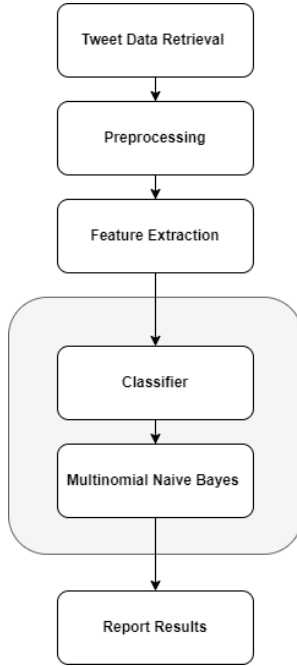 Tweet Data Retrieval
Preprocessing
Feature Extraction
Classifier
Multinomial Naive Bayes
Report Results